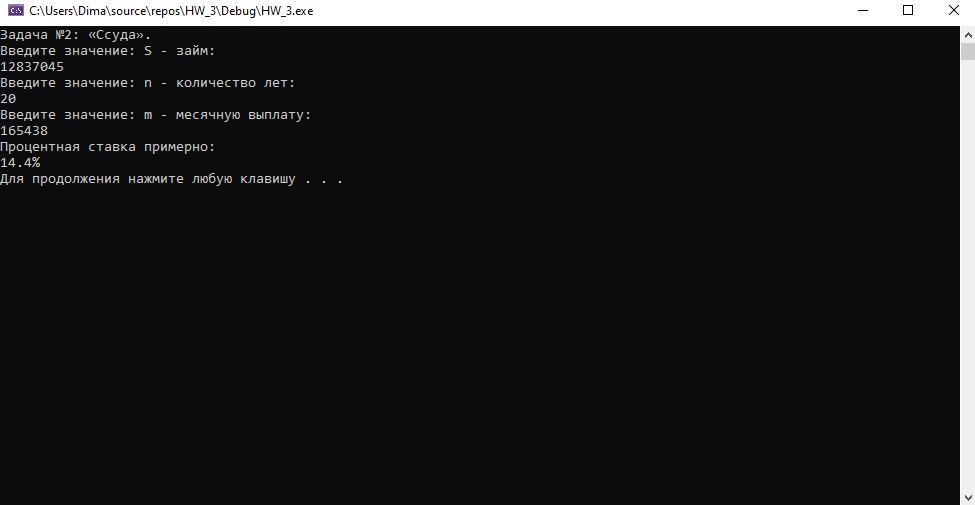 C:\Users\Dima\source\repos\HW_3\Debug\HW_3.exe
Задача №2: «Ссуда».
Введите значение: S - займ:
12837045
Введите значение: n - количество лет:
20
Введите значение: m - месячную выплату:
165438
Процентная ставка примерно:
14.4%
Для продолжения нажмите любую клавишу . . .